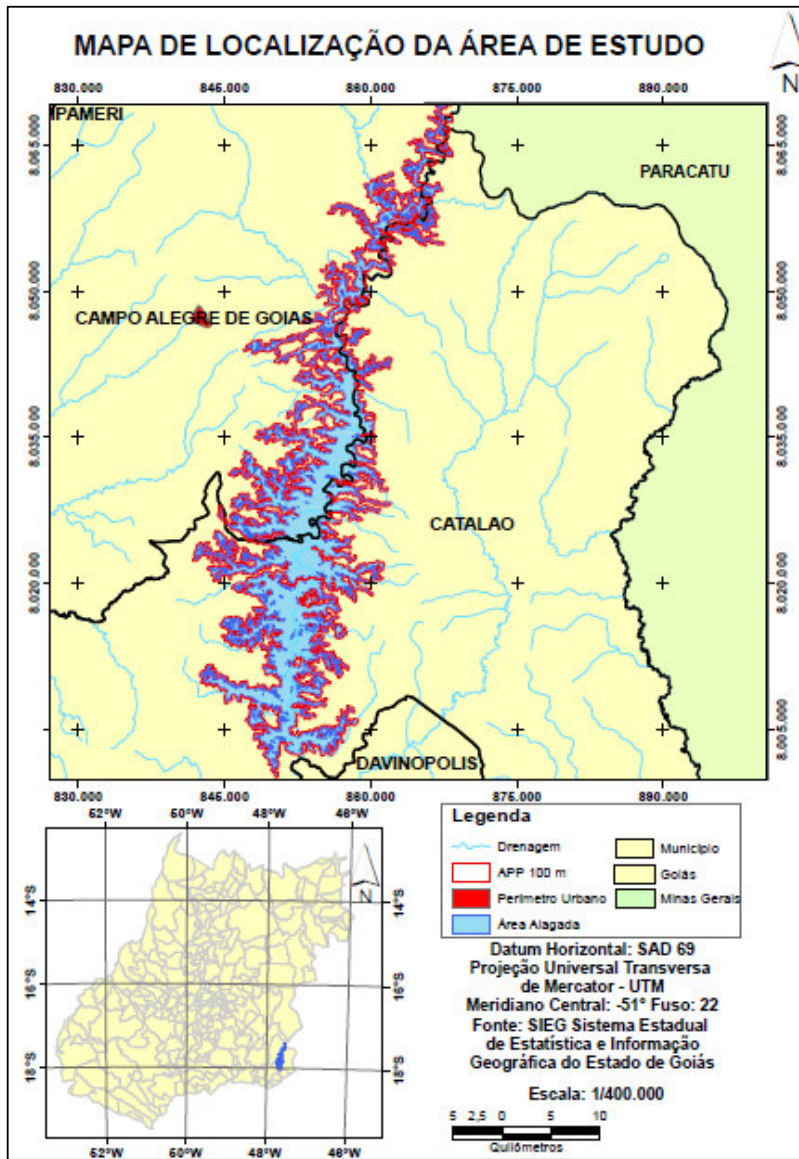 MAPA DE LOCALIZAÇÃO DA ÁREA DE ESTUDO
N
830.000 845.000 860.000 875.000 880.000
IPAMERI
8.065.000 8.065.000
PARACATU
8.050.000 8.050.000
CAMPO ALEGRE DE GOIAS
8.035.000 8.035.000
CATALAO
8.020.000 8.020.000
8.005.000 8.005.000
DAVINOPOLIS
830.000 845.000 860.000 875.000 880.000
52°W 50°W 48°W 46°W
N
14°S 14°S
16°S 16°S
18°S 18°S
52°W 50°W 48°W 46°W
Legenda
Drenagem
APP 100 m
Perimetro Urbano
Área Alagada
Município
Goiás
Minas Gerais
Datum Horizontal: SAD 69
Projeção Universal Transversa
de Mercator - UTM
Meridiano Central: -51° Fuso: 22
Fonte: SIEG Sistema Estadual
de Estatística e Informação
Geográfica do Estado de Goiás
Escala: 1/400.000
5 2,5 0 5 10
Quilômetros